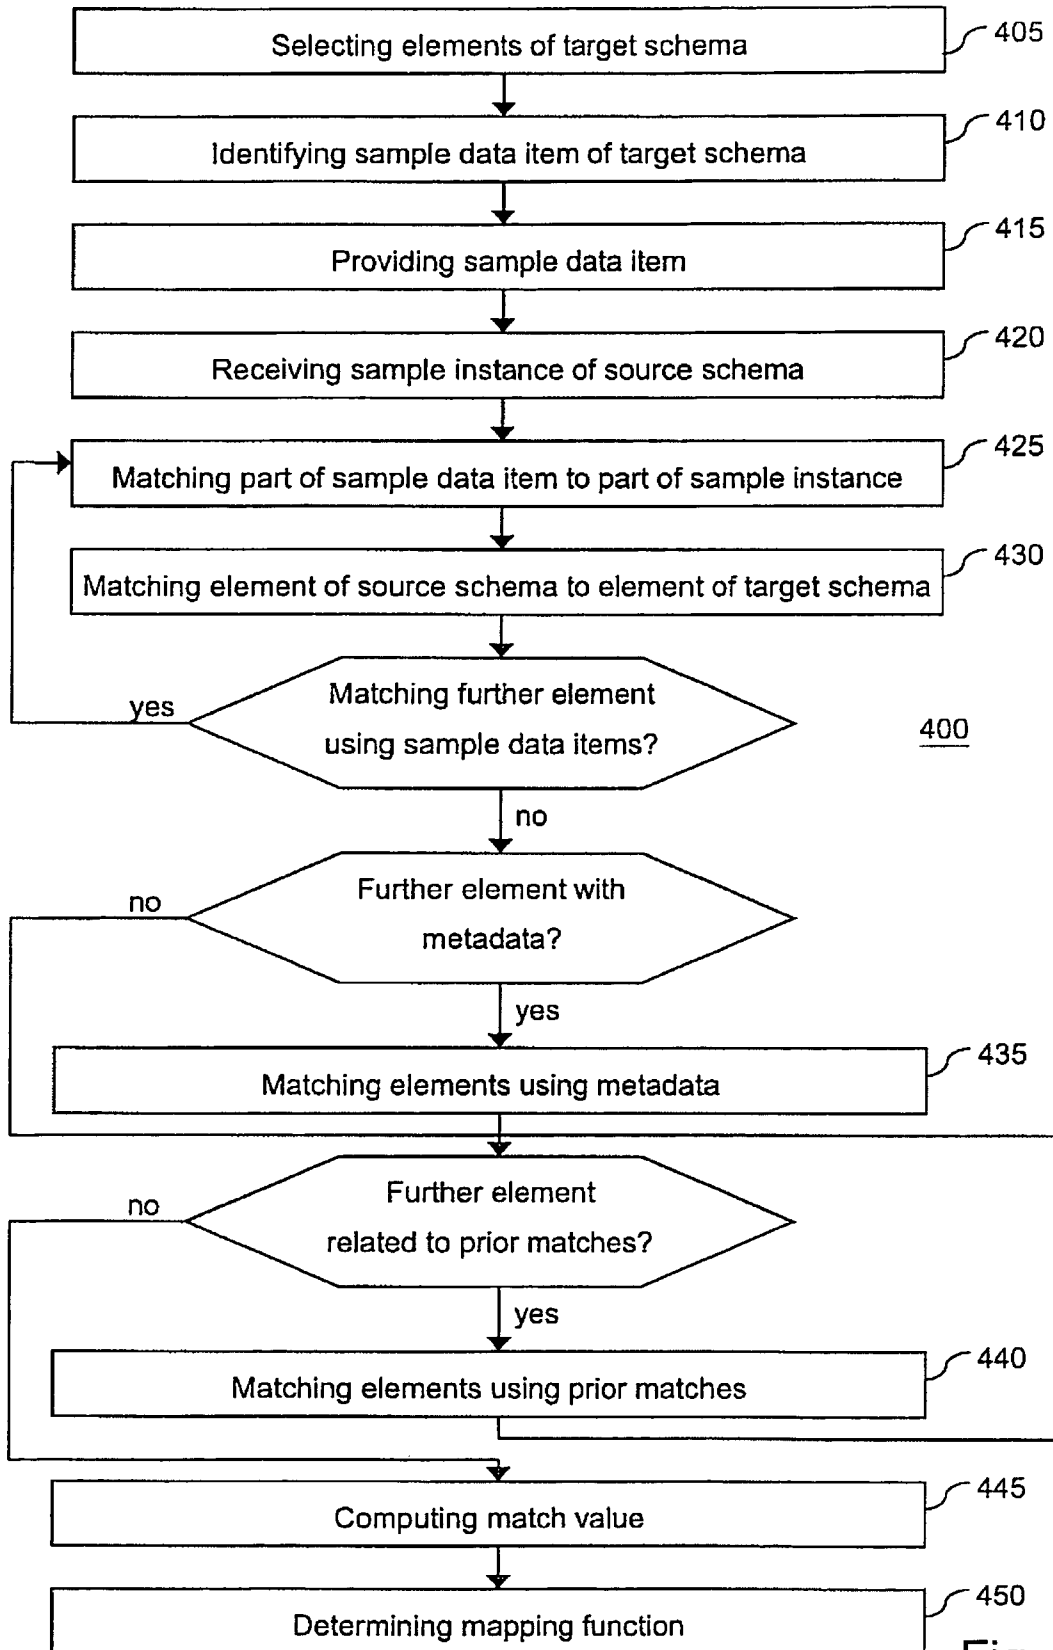 Selecting elements of target schema
405
Identifying sample data item of target schema
410
Providing sample data item
415
Receiving sample instance of source schema
420
Matching part of sample data item to part of sample instance
425
Matching element of source schema to element of target schema
430
Matching further element
using sample data items?
yes
400
no
Further element with
metadata?
no
yes
Matching elements using metadata
435
Further element
related to prior matches?
no
yes
Matching elements using prior matches
440
Computing match value
445
Determining mapping function
450